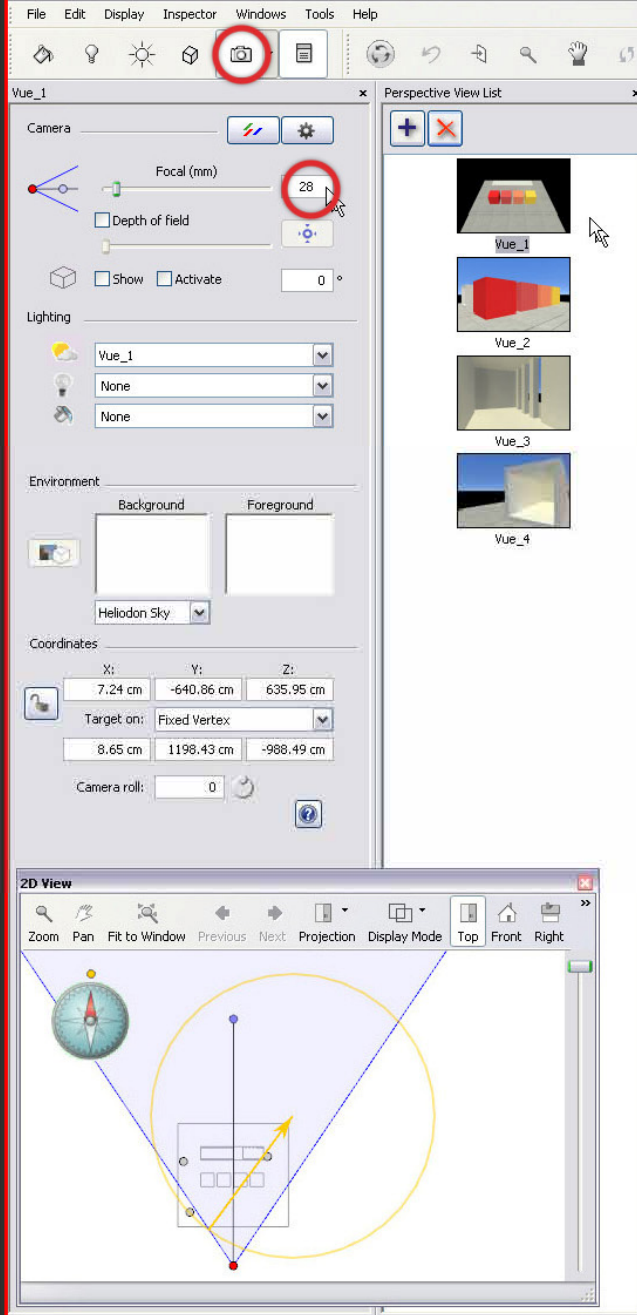 File Edit Display Inspector Windows Tools Help
Vue_1 x
Camera
Focal (mm)
28
Depth of field
Show Activate 0 °
Lighting
Vue_1
None
None
Environment
Background Foreground
Heliodon Sky
Coordinates
X: Y: Z:
7.24 cm -640.86 cm 635.95 cm
Target on: Fixed Vertex
8.65 cm 1198.43 cm -988.49 cm
Camera roll: 0
?
Perspective View List x
Vue_1
Vue_2
Vue_3
Vue_4
2D View
Zoom Pan Fit to Window Previous Next Projection Display Mode Top Front Right »